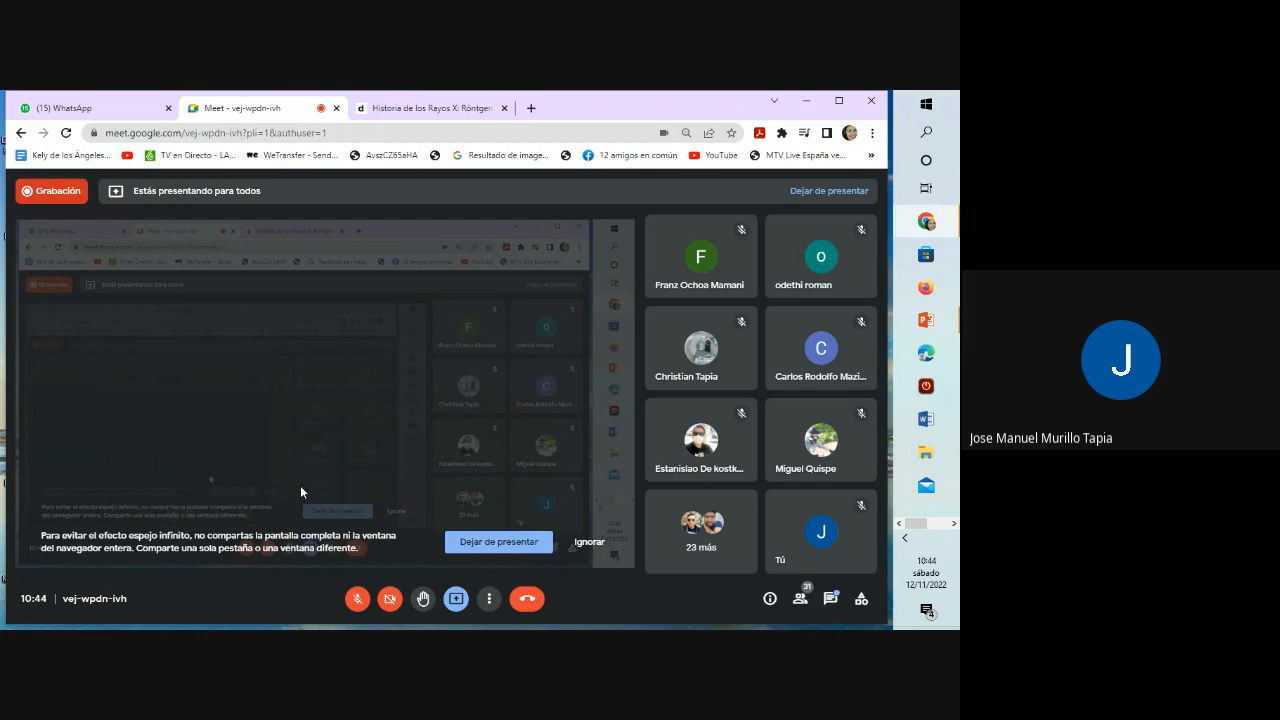 (15) WhatsApp
Meet - vej-wpdn-ivh
Historia de los Rayos X: Röntgen
meet.google.com/vej-wpdn-ivh?pli=1&authuser=1
Kely de los Ángeles...
TV en Directo - LA...
WeTransfer - Send...
AvszCZ65aHA
Resultado de image...
12 amigos en común
YouTube
MTV Live España ve...
»
Grabación
Estás presentando para todos
Dejar de presentar
Franz Ochoa Mamani
odethi roman
Christian Tapia
Carlos Rodolfo Mazi...
Estanislao De kostk...
Miguel Quispe
23 más
Tú
F
o
C
J
Para evitar el efecto espejo infinito, no compartas la pantalla completa ni la ventana
del navegador entera. Comparte una sola pestaña o una ventana diferente.
Dejar de presentar
Ignorar
10:44 | vej-wpdn-ivh
31
10:44
sábado
12/11/2022
4
J
Jose Manuel Murillo Tapia